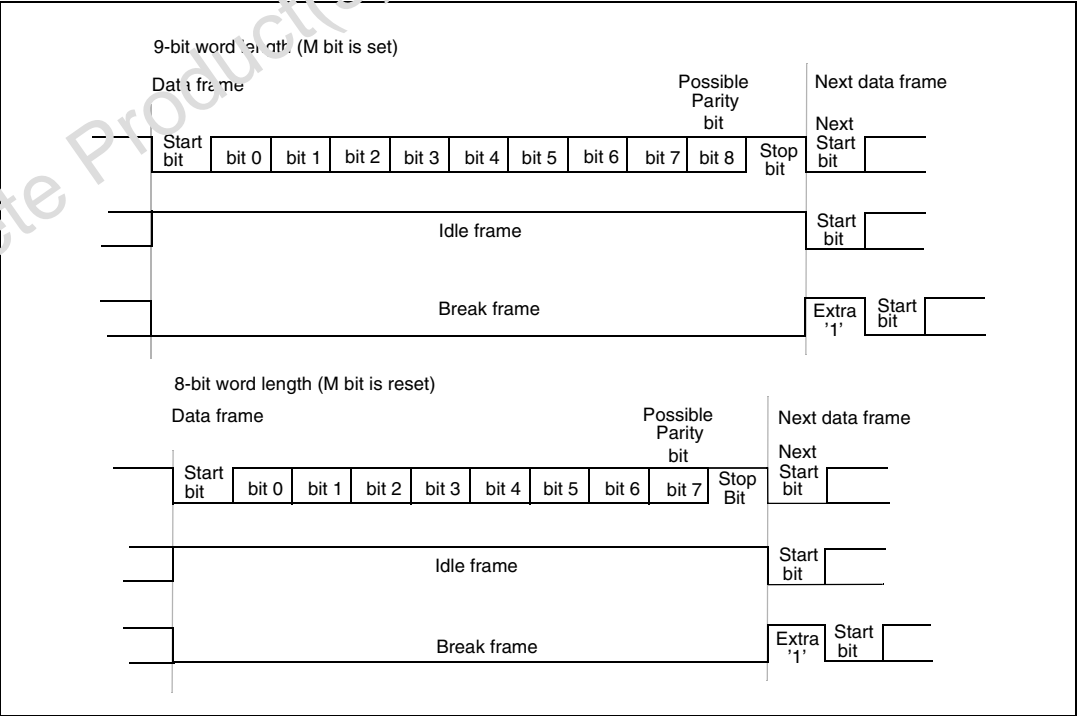 9-bit word length (M bit is set)
Data frame
Possible
Parity
bit
Next data frame
Start
bit
bit 0
bit 1
bit 2
bit 3
bit 4
bit 5
bit 6
bit 7
bit 8
Stop
bit
Next
Start
bit
Idle frame
Start
bit
Break frame
Extra
'1'
Start
bit
8-bit word length (M bit is reset)
Data frame
Possible
Parity
bit
Next data frame
Start
bit
bit 0
bit 1
bit 2
bit 3
bit 4
bit 5
bit 6
bit 7
Stop
Bit
Next
Start
bit
Idle frame
Start
bit
Break frame
Extra
'1'
Start
bit
ete Product(s)